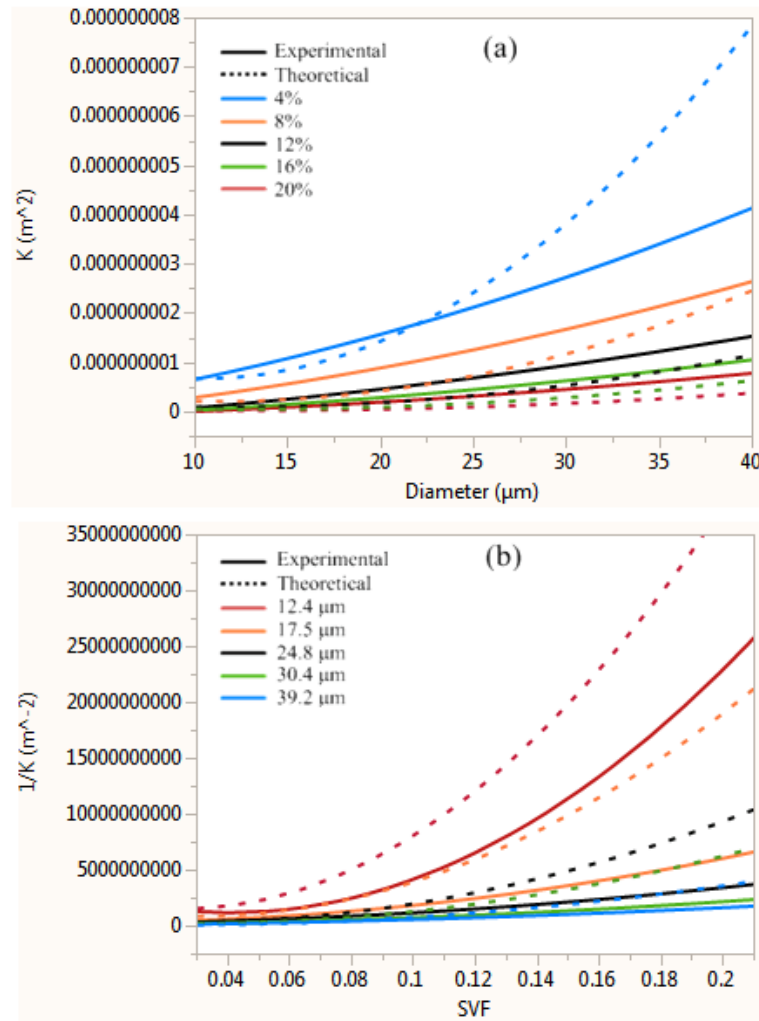 0.000000008
0.000000007
0.000000006
0.000000005
0.000000004
0.000000003
0.000000002
0.000000001
0
K (m^2)
Experimental
Theoretical
4%
8%
12%
16%
20%
(a)
10 15 20 25 30 35 40
Diameter (µm)
35000000000
30000000000
25000000000
20000000000
15000000000
10000000000
5000000000
0
1/K (m^-2)
Experimental
Theoretical
12.4 µm
17.5 µm
24.8 µm
30.4 µm
39.2 µm
(b)
0.04 0.06 0.08 0.1 0.12 0.14 0.16 0.18 0.2
SVF